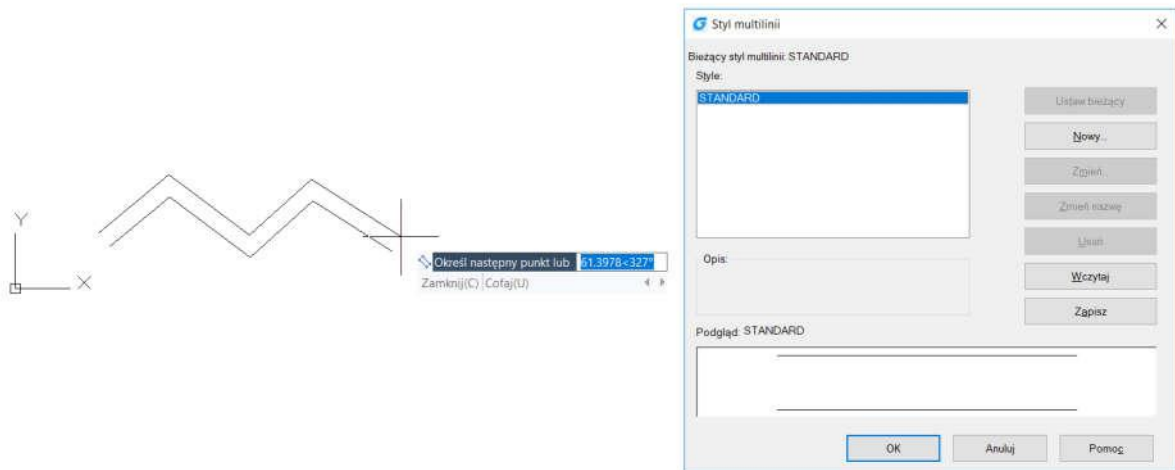 Y
X
Określ następny punkt lub 61.3978<327°
Zamknij(C) Cofaj(U)
Styl multilinii
Bieżący styl multilinii: STANDARD
Style:
STANDARD
Ustaw bieżący
Nowy...
Zmień...
Zmień nazwę
Usuń
Wczytaj
Zapisz
Opis:
Podgląd: STANDARD
OK
Anuluj
Pomoc